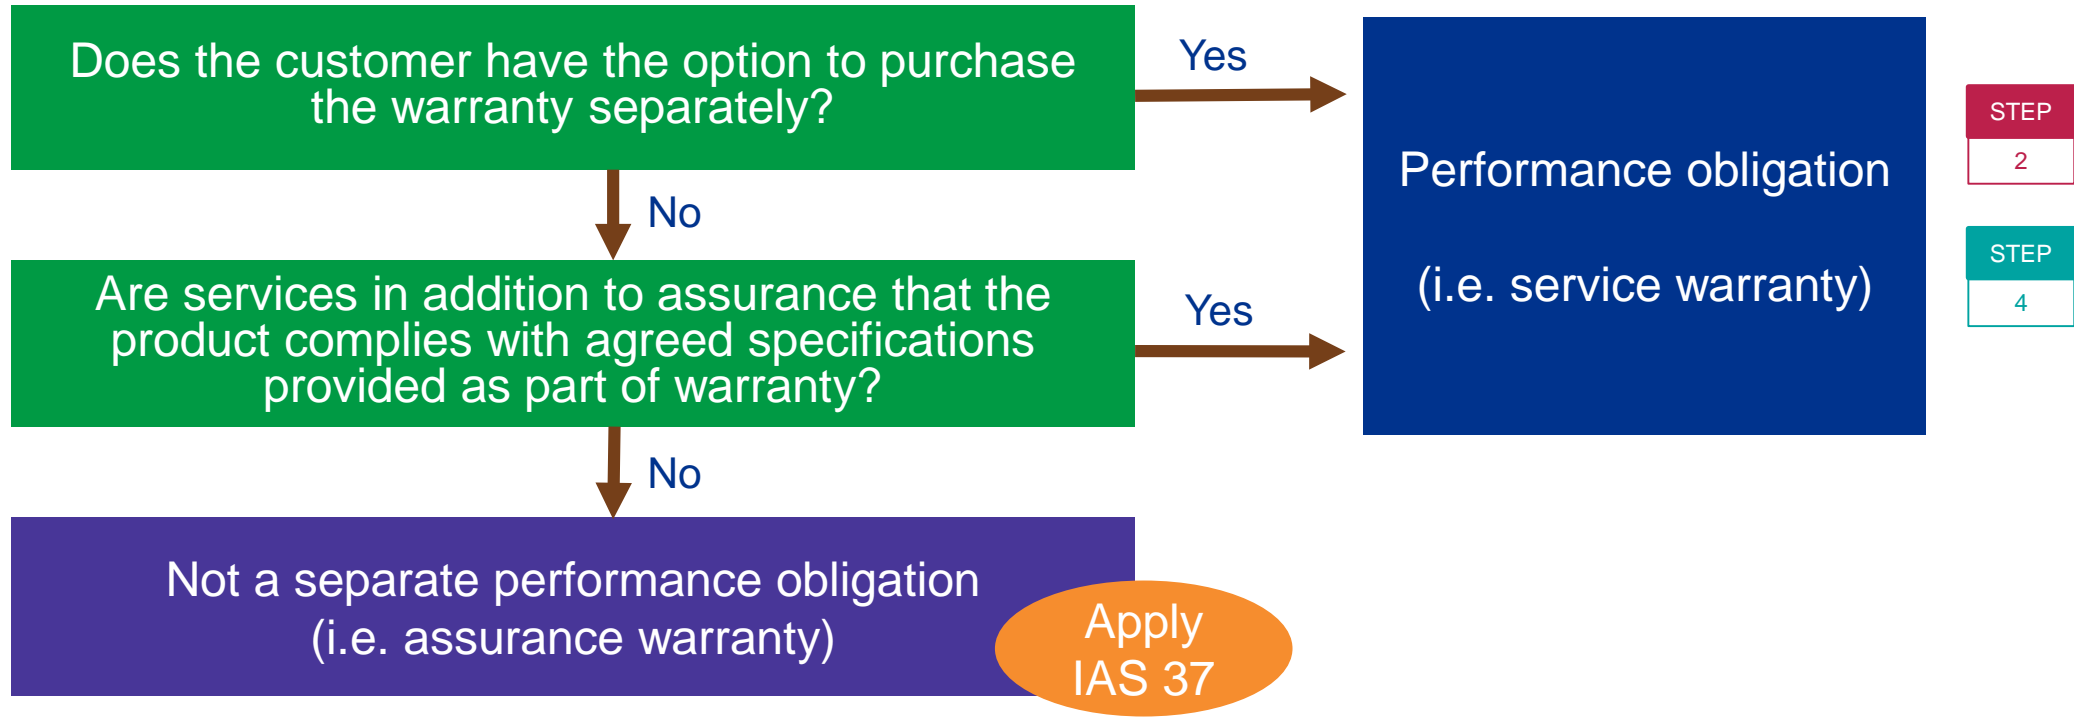 Does the customer have the option to purchase
the warranty separately?
Yes
Performance obligation
(i.e. service warranty)
STEP
2
STEP
4
No
Are services in addition to assurance that the
product complies with agreed specifications
provided as part of warranty?
Yes
No
Not a separate performance obligation
(i.e. assurance warranty)
Apply
IAS 37